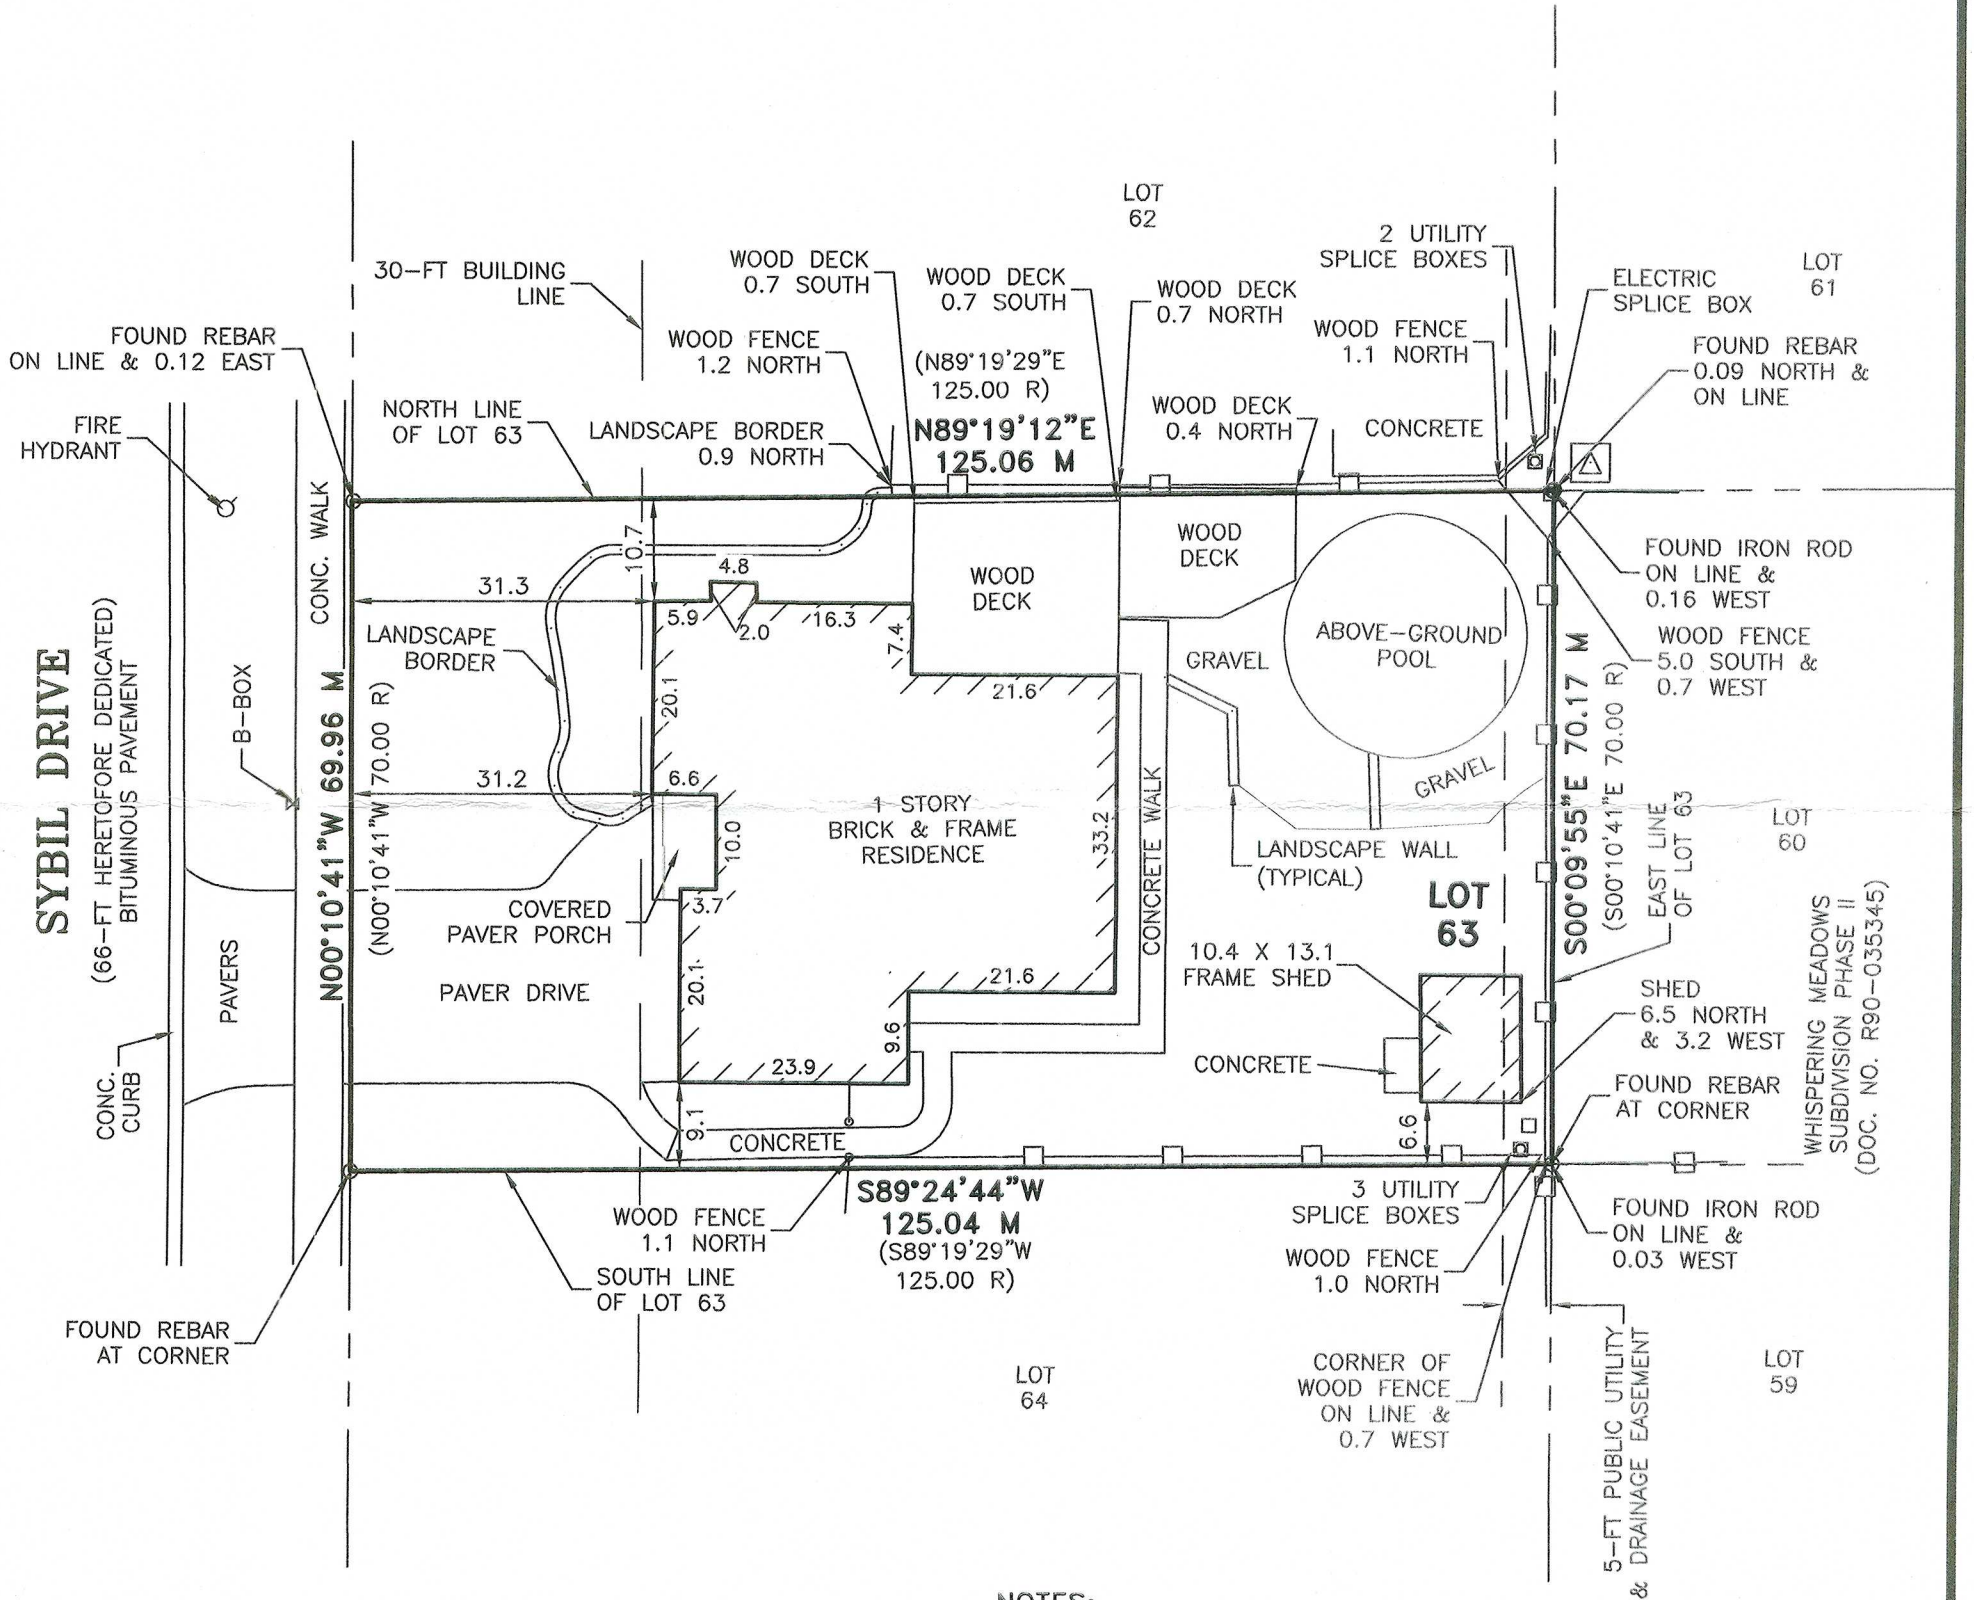 LOT
62
2 UTILITY
SPLICE BOXES
30-FT BUILDING
LINE
WOOD DECK
0.7 SOUTH
WOOD DECK
0.7 SOUTH
WOOD DECK
0.7 NORTH
ELECTRIC
SPLICE BOX
LOT
61
FOUND REBAR
ON LINE & 0.12 EAST
WOOD FENCE
1.2 NORTH
(N89°19'29"E
125.00 R)
WOOD FENCE
1.1 NORTH
FOUND REBAR
0.09 NORTH &
ON LINE
FIRE
HYDRANT
NORTH LINE
OF LOT 63
LANDSCAPE BORDER
0.9 NORTH
N89°19'12"E
125.06 M
WOOD DECK
0.4 NORTH
CONCRETE
CONC. WALK
10.7
4.8
31.3
5.9
2.0
16.3
7.4
WOOD
DECK
WOOD
DECK
FOUND IRON ROD
ON LINE &
0.16 WEST
LANDSCAPE
BORDER
ABOVE-GROUND
POOL
GRAVEL
WOOD FENCE
5.0 SOUTH &
0.7 WEST
SYBIL DRIVE
(66-FT HERETOFORE DEDICATED)
BITUMINOUS PAVEMENT
B-BOX
N00°10'41"W 69.96 M
(N00°10'41"W 70.00 R)
20.1
21.6
S00°09'55"E 70.17 M
(S00°10'41"E 70.00 R)
31.2
6.6
10.0
1 STORY
BRICK & FRAME
RESIDENCE
33.2
CONCRETE WALK
GRAVEL
EAST LINE
OF LOT 63
LOT
60
LANDSCAPE WALL
(TYPICAL)
LOT
63
COVERED
PAVER PORCH
3.7
PAVERS
PAVER DRIVE
20.1
21.6
9.6
23.9
10.4 X 13.1
FRAME SHED
SHED
6.5 NORTH
& 3.2 WEST
WHISPERING MEADOWS
SUBDIVISION PHASE II
(DOC. NO. R90-035345)
CONC.
CURB
CONCRETE
FOUND REBAR
AT CORNER
9.1
CONCRETE
6.6
S89°24'44"W
125.04 M
(S89°19'29"W
125.00 R)
3 UTILITY
SPLICE BOXES
FOUND IRON ROD
ON LINE &
0.03 WEST
WOOD FENCE
1.1 NORTH
WOOD FENCE
1.0 NORTH
SOUTH LINE
OF LOT 63
FOUND REBAR
AT CORNER
LOT
64
CORNER OF
WOOD FENCE
ON LINE &
0.7 WEST
5-FT PUBLIC UTILITY
& DRAINAGE EASEMENT
LOT
59
NOTES: